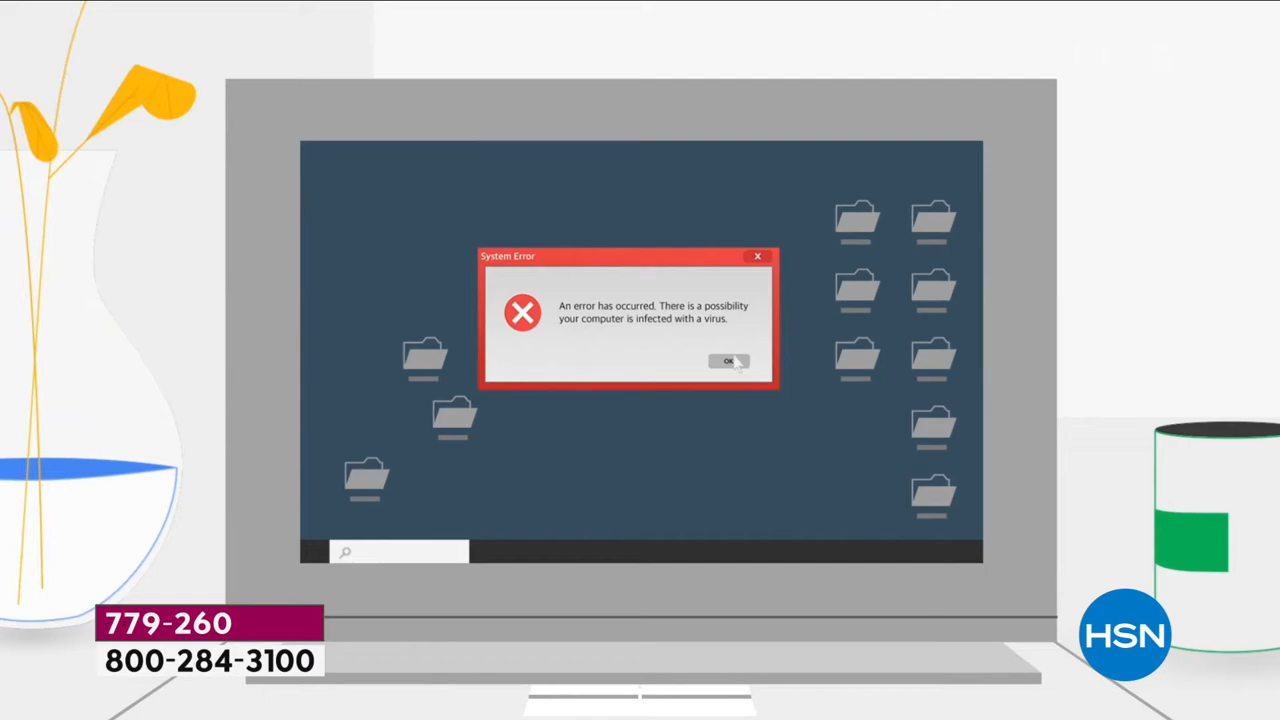 System Error
X
An error has occurred. There is a possibility
your computer is infected with a virus.
OK
779-260
800-284-3100
HSN